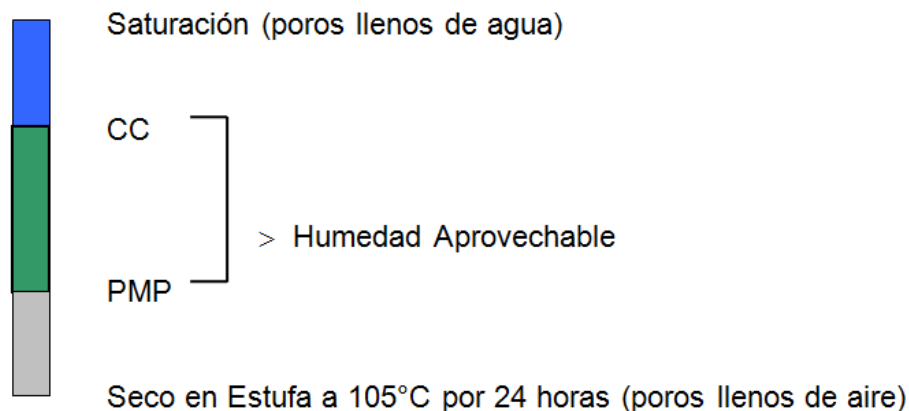 Saturación (poros llenos de agua)
CC
> Humedad Aprovechable
PMP
Seco en Estufa a 105°C por 24 horas (poros llenos de aire)